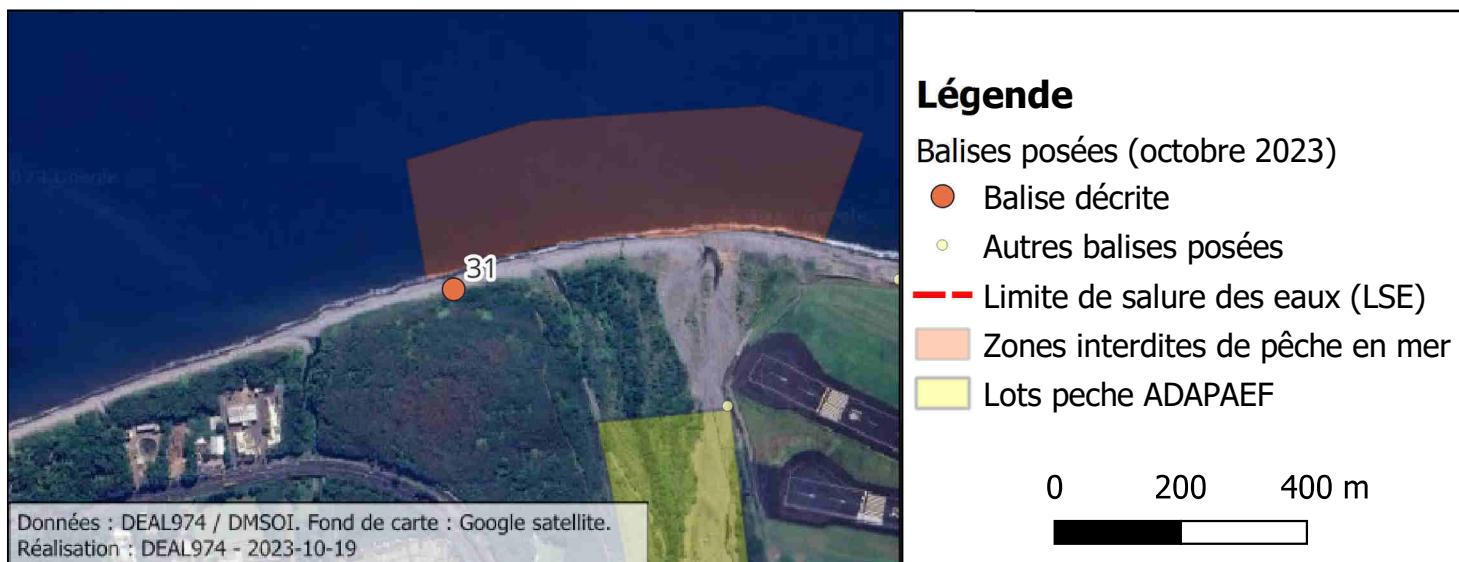 31
Données : DEAL974 / DMSOI. Fond de carte : Google satellite.
Réalisation : DEAL974 - 2023-10-19
Légende
Balises posées (octobre 2023)
Balise décrite
Autres balises posées
Limite de salure des eaux (LSE)
Zones interdites de pêche en mer
Lots peche ADAPAEF
0 200 400 m